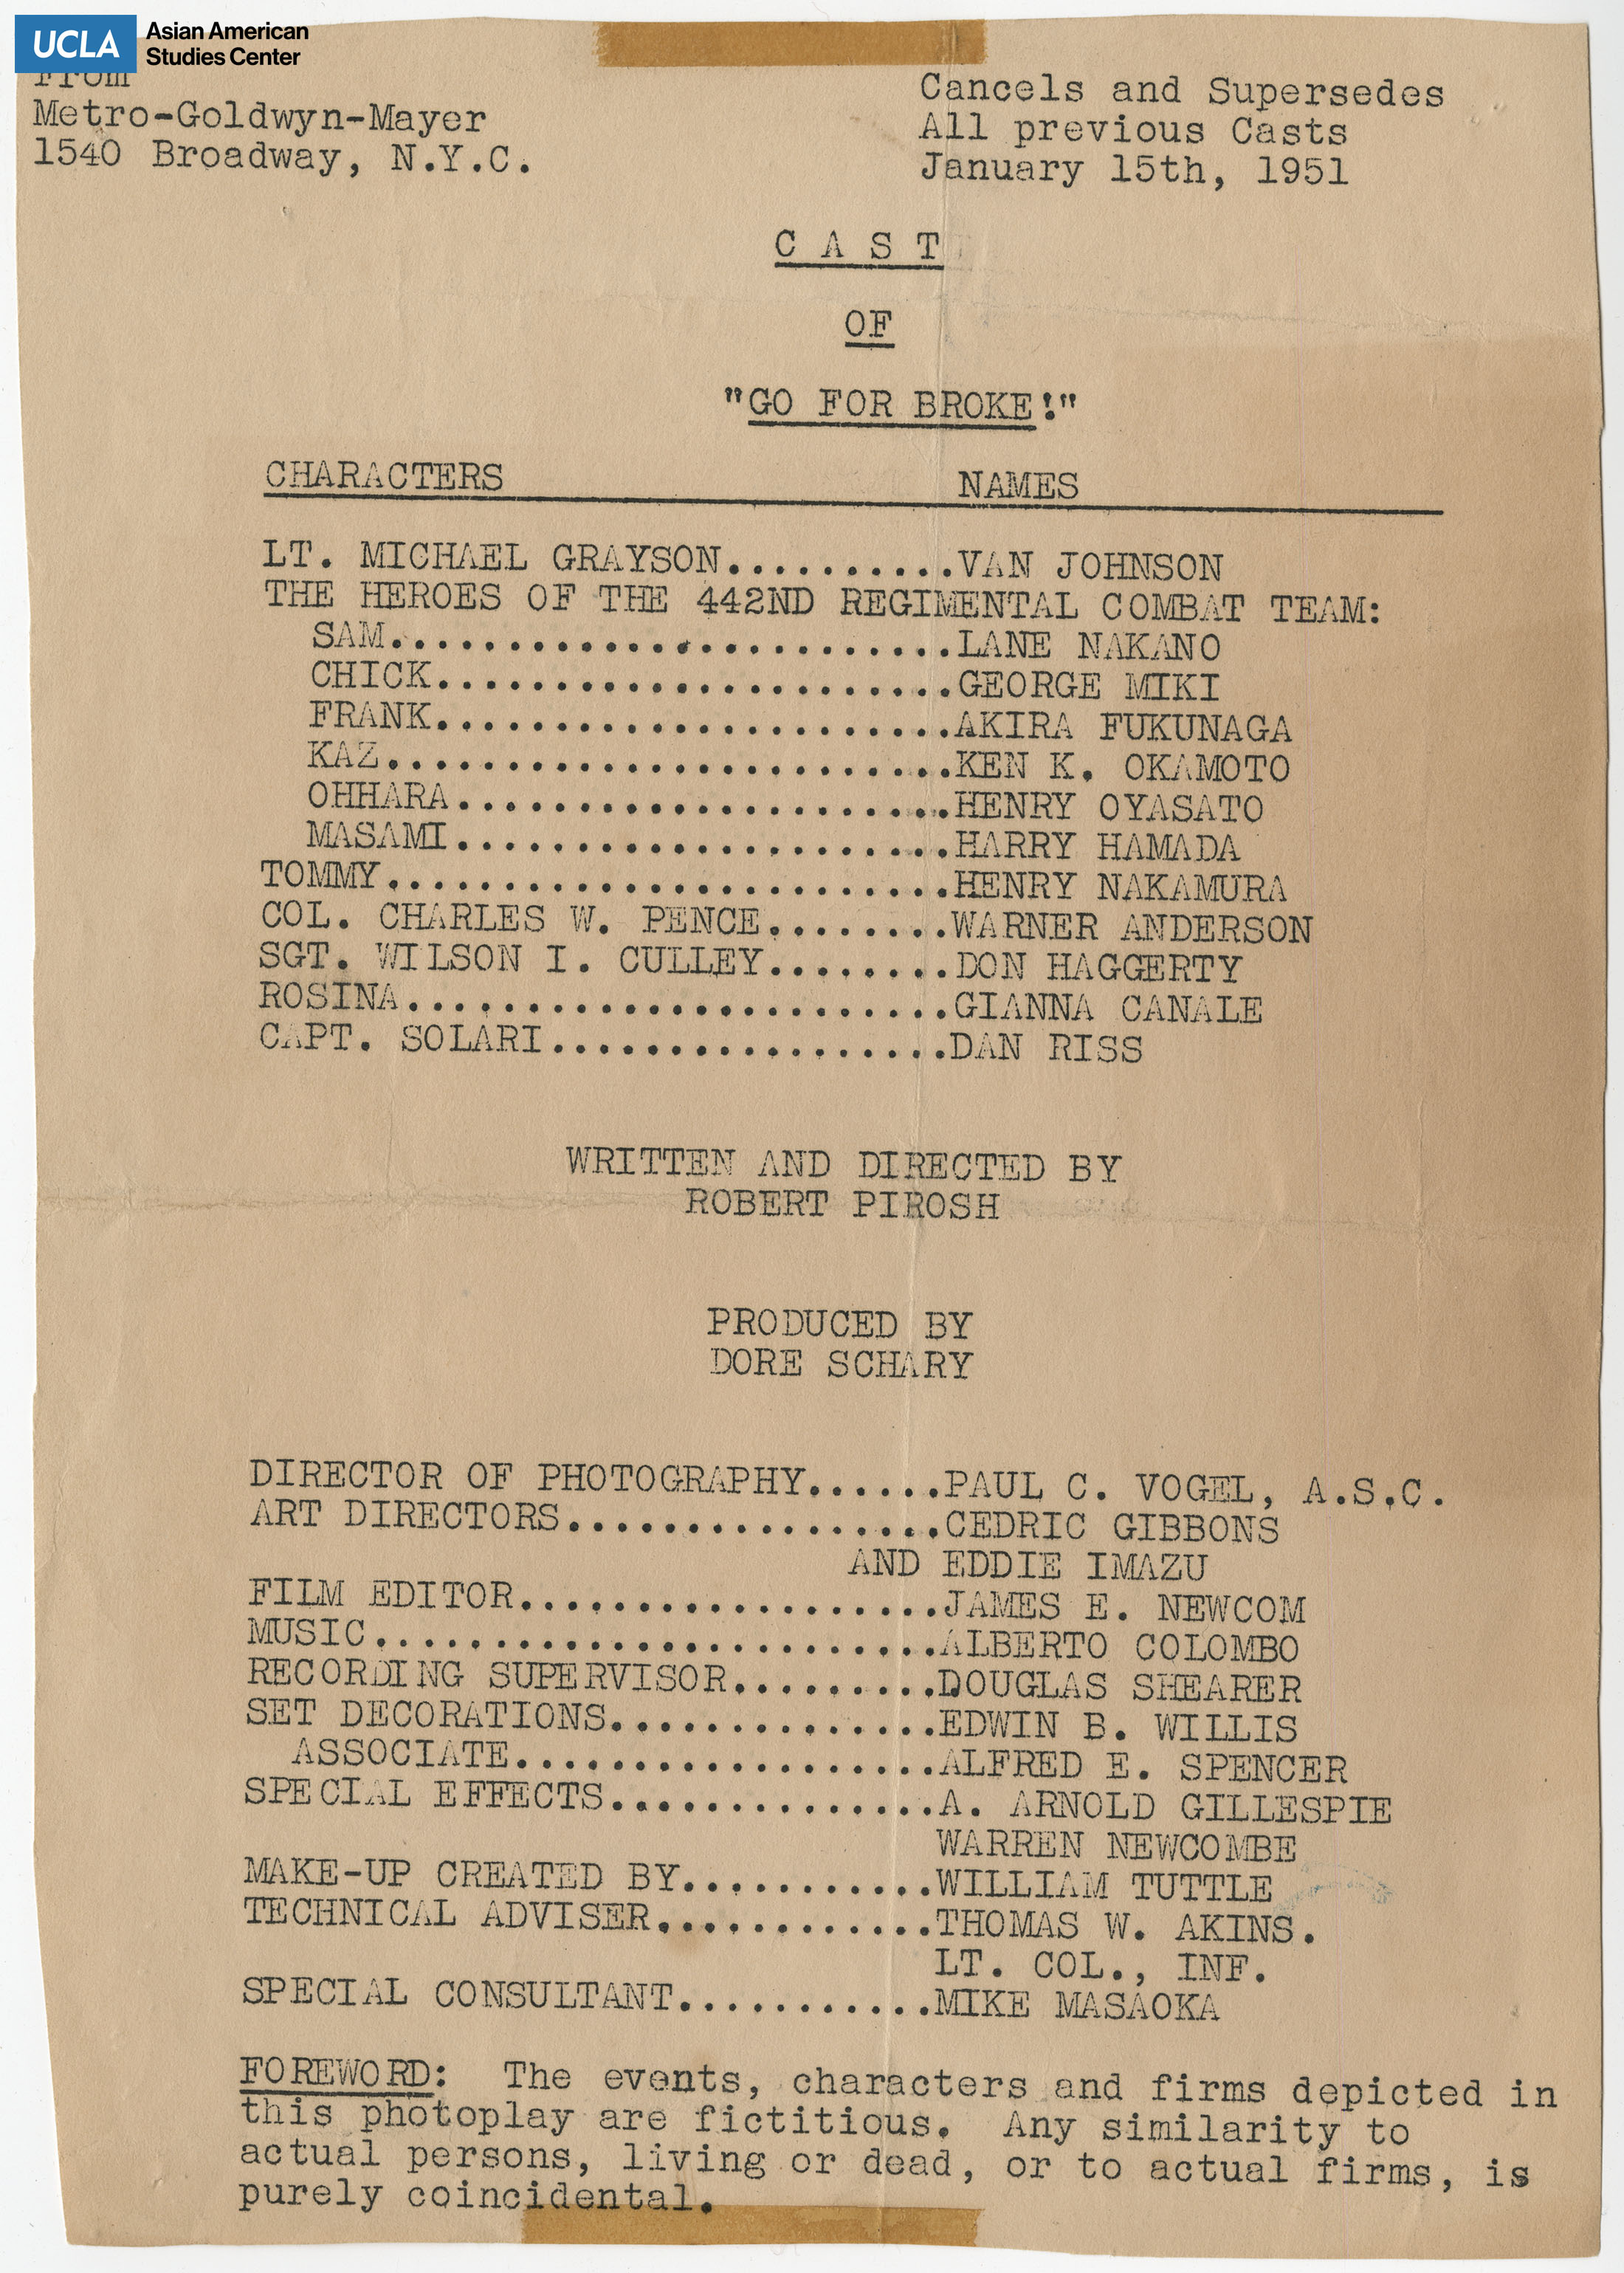 UCLA Asian American
Studies Center
From
Metro-Goldwyn-Mayer
1540 Broadway, N.Y.C.
Cancels and Supersedes
All previous Casts
January 15th, 1951
C A S T
OF
"GO FOR BROKE!"
CHARACTERS NAMES
LT. MICHAEL GRAYSON..........VAN JOHNSON
THE HEROES OF THE 442ND REGIMENTAL COMBAT TEAM:
SAM........................LANE NAKANO
CHICK......................GEORGE MIKI
FRANK......................AKIRA FUKUNAGA
KAZ........................KEN K. OKAMOTO
OHHARA.....................HENRY OYASATO
MASAMI.....................HARRY HAMADA
TOMMY........................HENRY NAKAMURA
COL. CHARLES W. PENCE........WARNER ANDERSON
SGT. WILSON I. CULLEY........DON HAGGERTY
ROSINA.......................GIANNA CANALE
CAPT. SOLARI.................DAN RISS
WRITTEN AND DIRECTED BY
ROBERT PIROSH
PRODUCED BY
DORE SCHARY
DIRECTOR OF PHOTOGRAPHY......PAUL C. VOGEL, A.S.C.
ART DIRECTORS................CEDRIC GIBBONS
AND EDDIE IMAZU
FILM EDITOR..................JAMES E. NEWCOM
MUSIC........................ALBERTO COLOMBO
RECORDING SUPERVISOR.........DOUGLAS SHEARER
SET DECORATIONS..............EDWIN B. WILLIS
ASSOCIATE..................ALFRED E. SPENCER
SPECIAL EFFECTS..............A. ARNOLD GILLESPIE
WARREN NEWCOMBE
MAKE-UP CREATED BY...........WILLIAM TUTTLE
TECHNICAL ADVISER............THOMAS W. AKINS.
LT. COL., INF.
SPECIAL CONSULTANT...........MIKE MASAOKA
FOREWORD: The events, characters and firms depicted in
this photoplay are fictitious. Any similarity to
actual persons, living or dead, or to actual firms, is
purely coincidental.